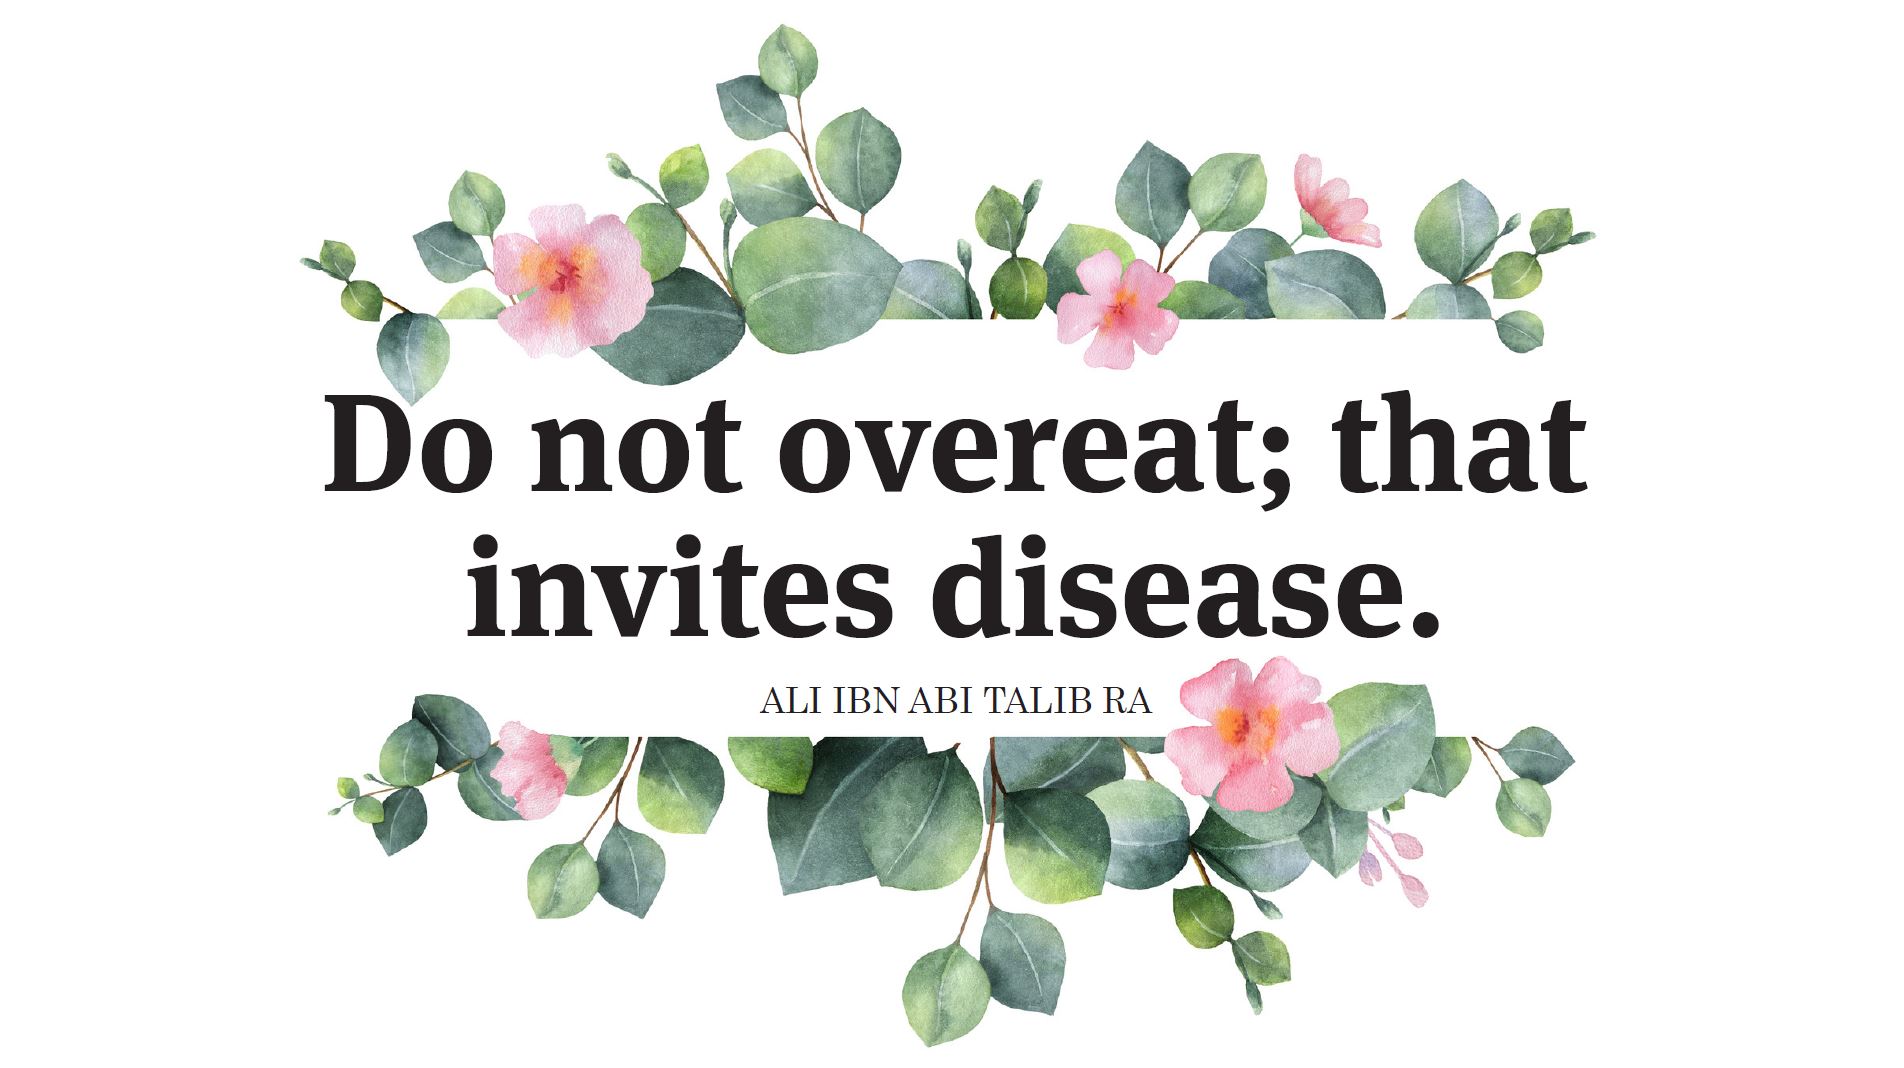 Do not overeat; that
invites disease.
ALI IBN ABI TALIB RA